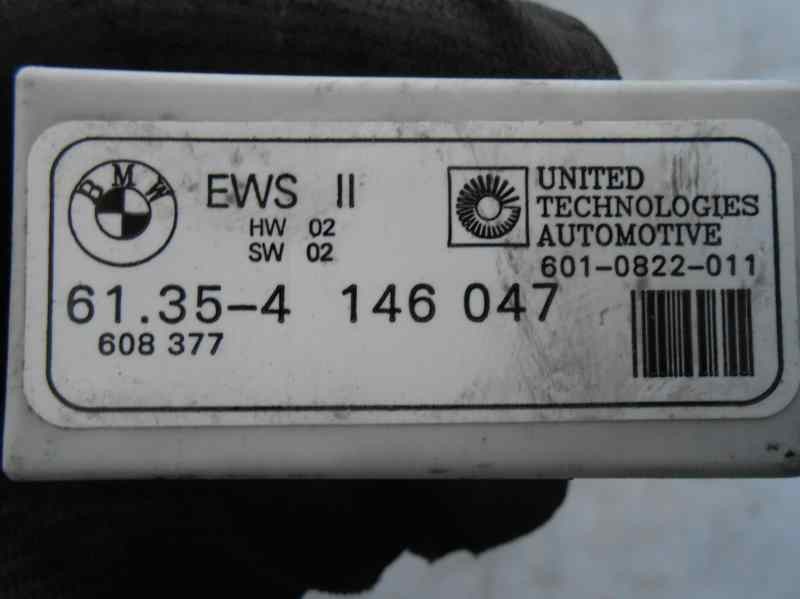 BMW
EWS II
HW 02
SW 02
UNITED
TECHNOLOGIES
AUTOMOTIVE
601-0822-011
61.35-4 146 047
608 377